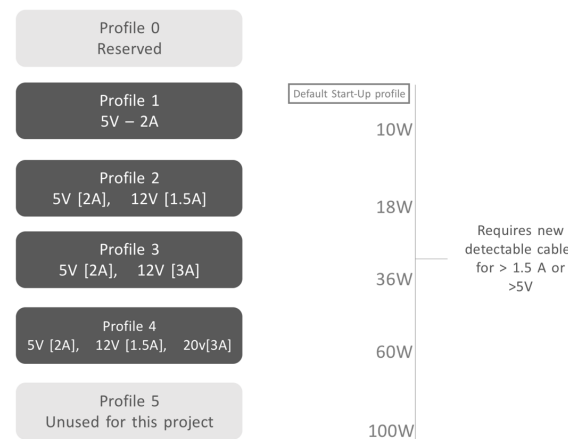 Profile 0
Reserved
Profile 1
5V – 2A
Profile 2
5V [2A], 12V [1.5A]
Profile 3
5V [2A], 12V [3A]
Profile 4
5V [2A], 12V [1.5A], 20v[3A]
Profile 5
Unused for this project
Default Start-Up profile
10W
18W
36W
60W
100W
Requires new
detectable cable
for > 1.5 A or
>5V